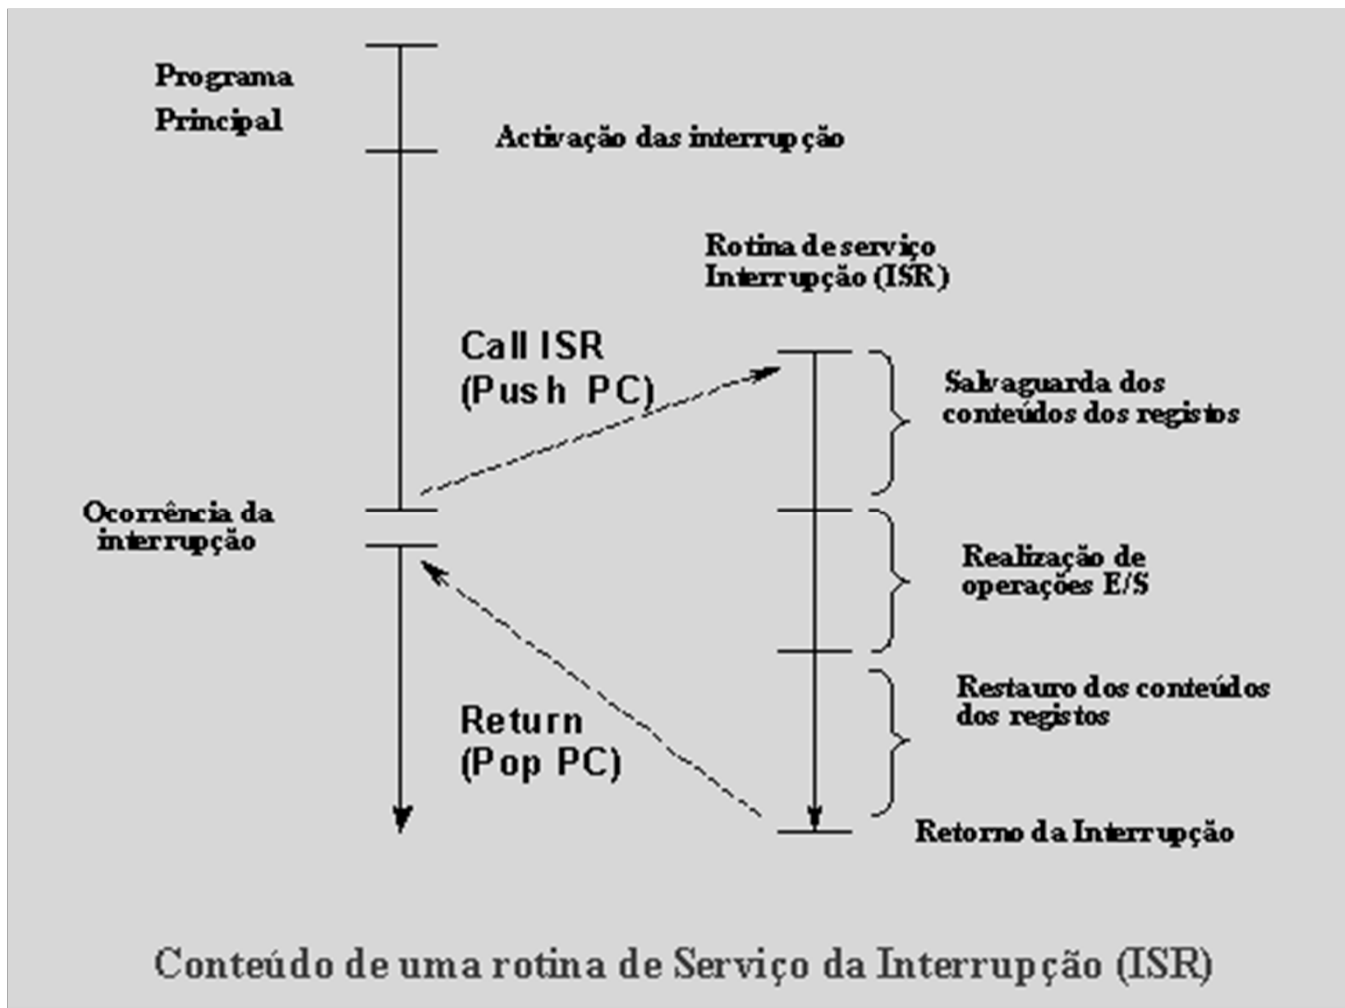 Programa
Principal
Activação das interrupção
Rotina de serviço
Interrupção (ISR)
Call ISR
(Push PC)
Salvaguarda dos
conteúdos dos registos
Ocorrência da
interrupção
Realização de
operações E/S
Restauro dos conteúdos
dos registos
Return
(Pop PC)
Retorno da Interrupção
Conteúdo de uma rotina de Serviço da Interrupção (ISR)